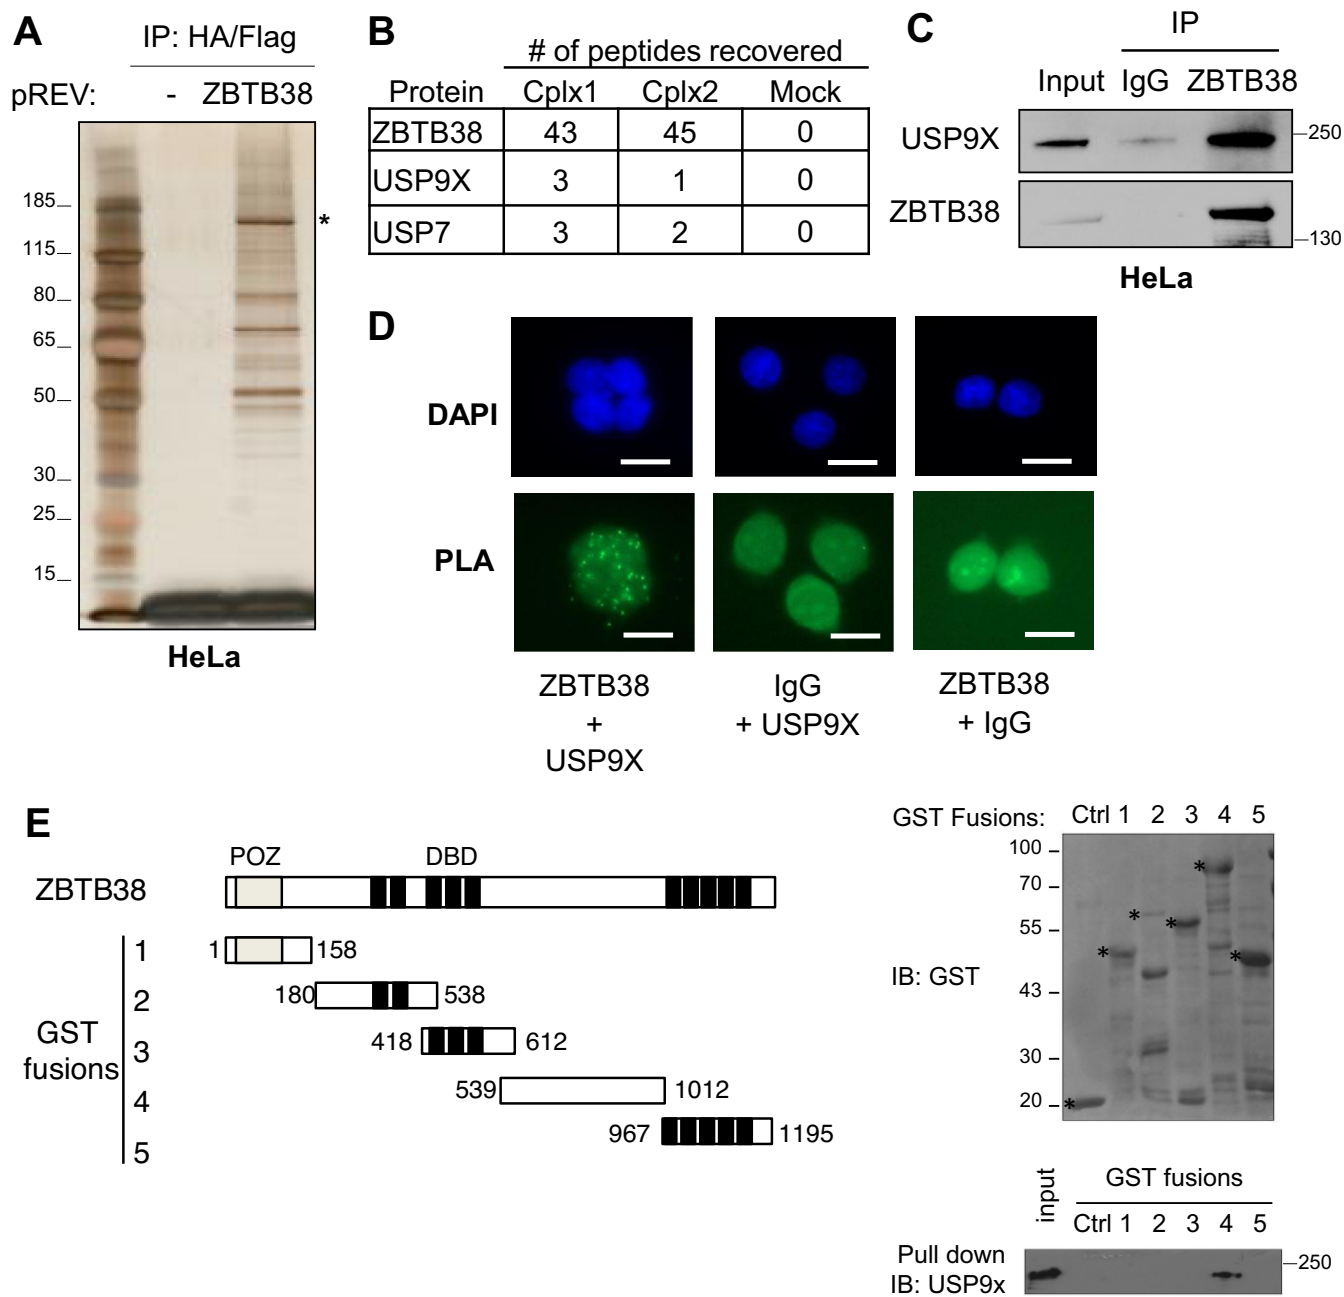 A
IP: HA/Flag
pREV: - ZBTB38
185
*
115
80
65
50
30
25
15
HeLa
B
# of peptides recovered
Protein Cplx1 Cplx2 Mock
ZBTB38 43 45 0
USP9X 3 1 0
USP7 3 2 0
C
IP
Input IgG ZBTB38
USP9X 250
ZBTB38
130
HeLa
D
DAPI
PLA
ZBTB38 + USP9X
IgG + USP9X
ZBTB38 + IgG
E
POZ DBD
ZBTB38
GST fusions
1 1 158
2 180 538
3 418 612
4 539 1012
5 967 1195
GST Fusions: Ctrl 1 2 3 4 5
100
*
70
*
55 *
* *
IB: GST
43
30
20 *
input
GST fusions
Ctrl 1 2 3 4 5
Pull down
IB: USP9x
250